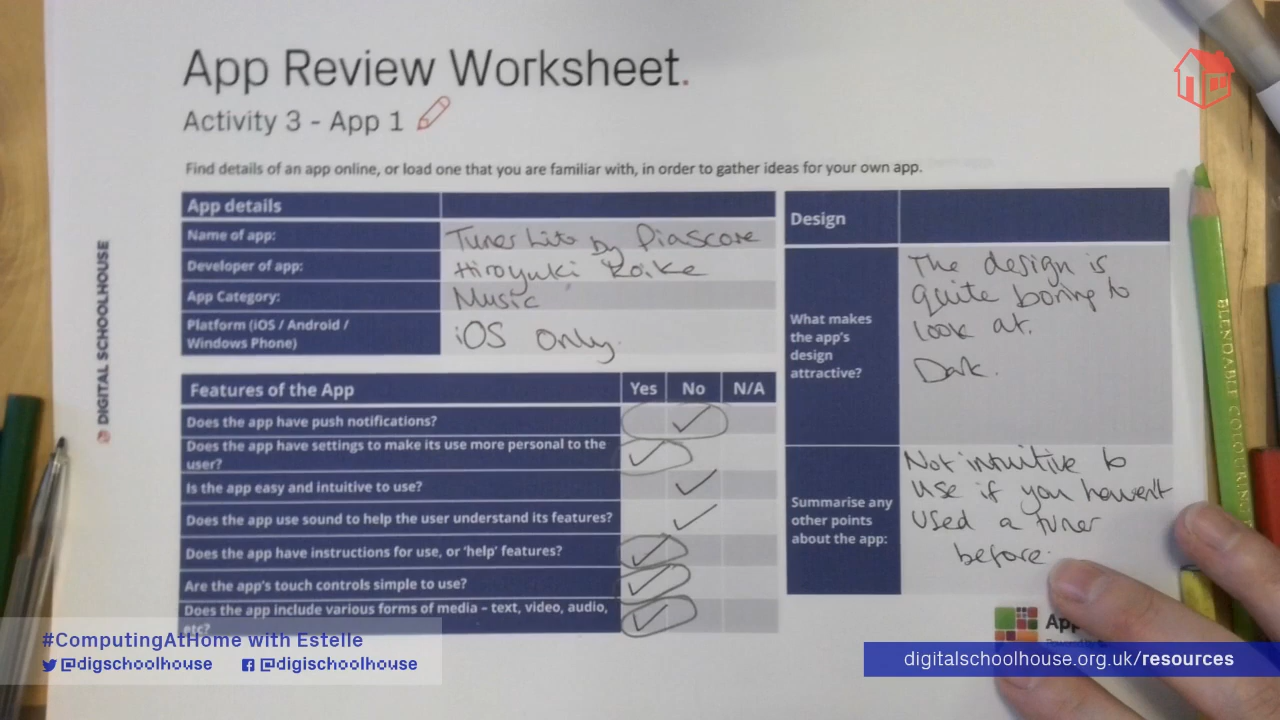 App Review Worksheet.
Activity 3 - App 1
Find details of an app online, or load one that you are familiar with, in order to gather ideas for your own app.
DIGITAL SCHOOLHOUSE
App details
Name of app: Tuner Lite by Piascore
Developer of app: Hiroyuki Koike
App Category: Music
Platform (iOS / Android /
Windows Phone)
iOS Only.
Features of the App Yes No N/A
Does the app have push notifications? ✓
Does the app have settings to make its use more personal to the
user? ✓
Is the app easy and intuitive to use? ✓
Does the app use sound to help the user understand its features? ✓
Does the app have instructions for use, or 'help' features? ✓
Are the app's touch controls simple to use? ✓
Does the app include various forms of media – text, video, audio,
etc? ✓
Design
What makes
the app's
design
attractive?
The design is
quite boring to
look at.
Dark.
Summarise any
other points
about the app:
Not intuitive to
use if you haven't
used a tuner
before.
BLENDABLE COLOURING
App
#ComputingAtHome with Estelle
@digschoolhouse @digischoolhouse
digitalschoolhouse.org.uk/resources